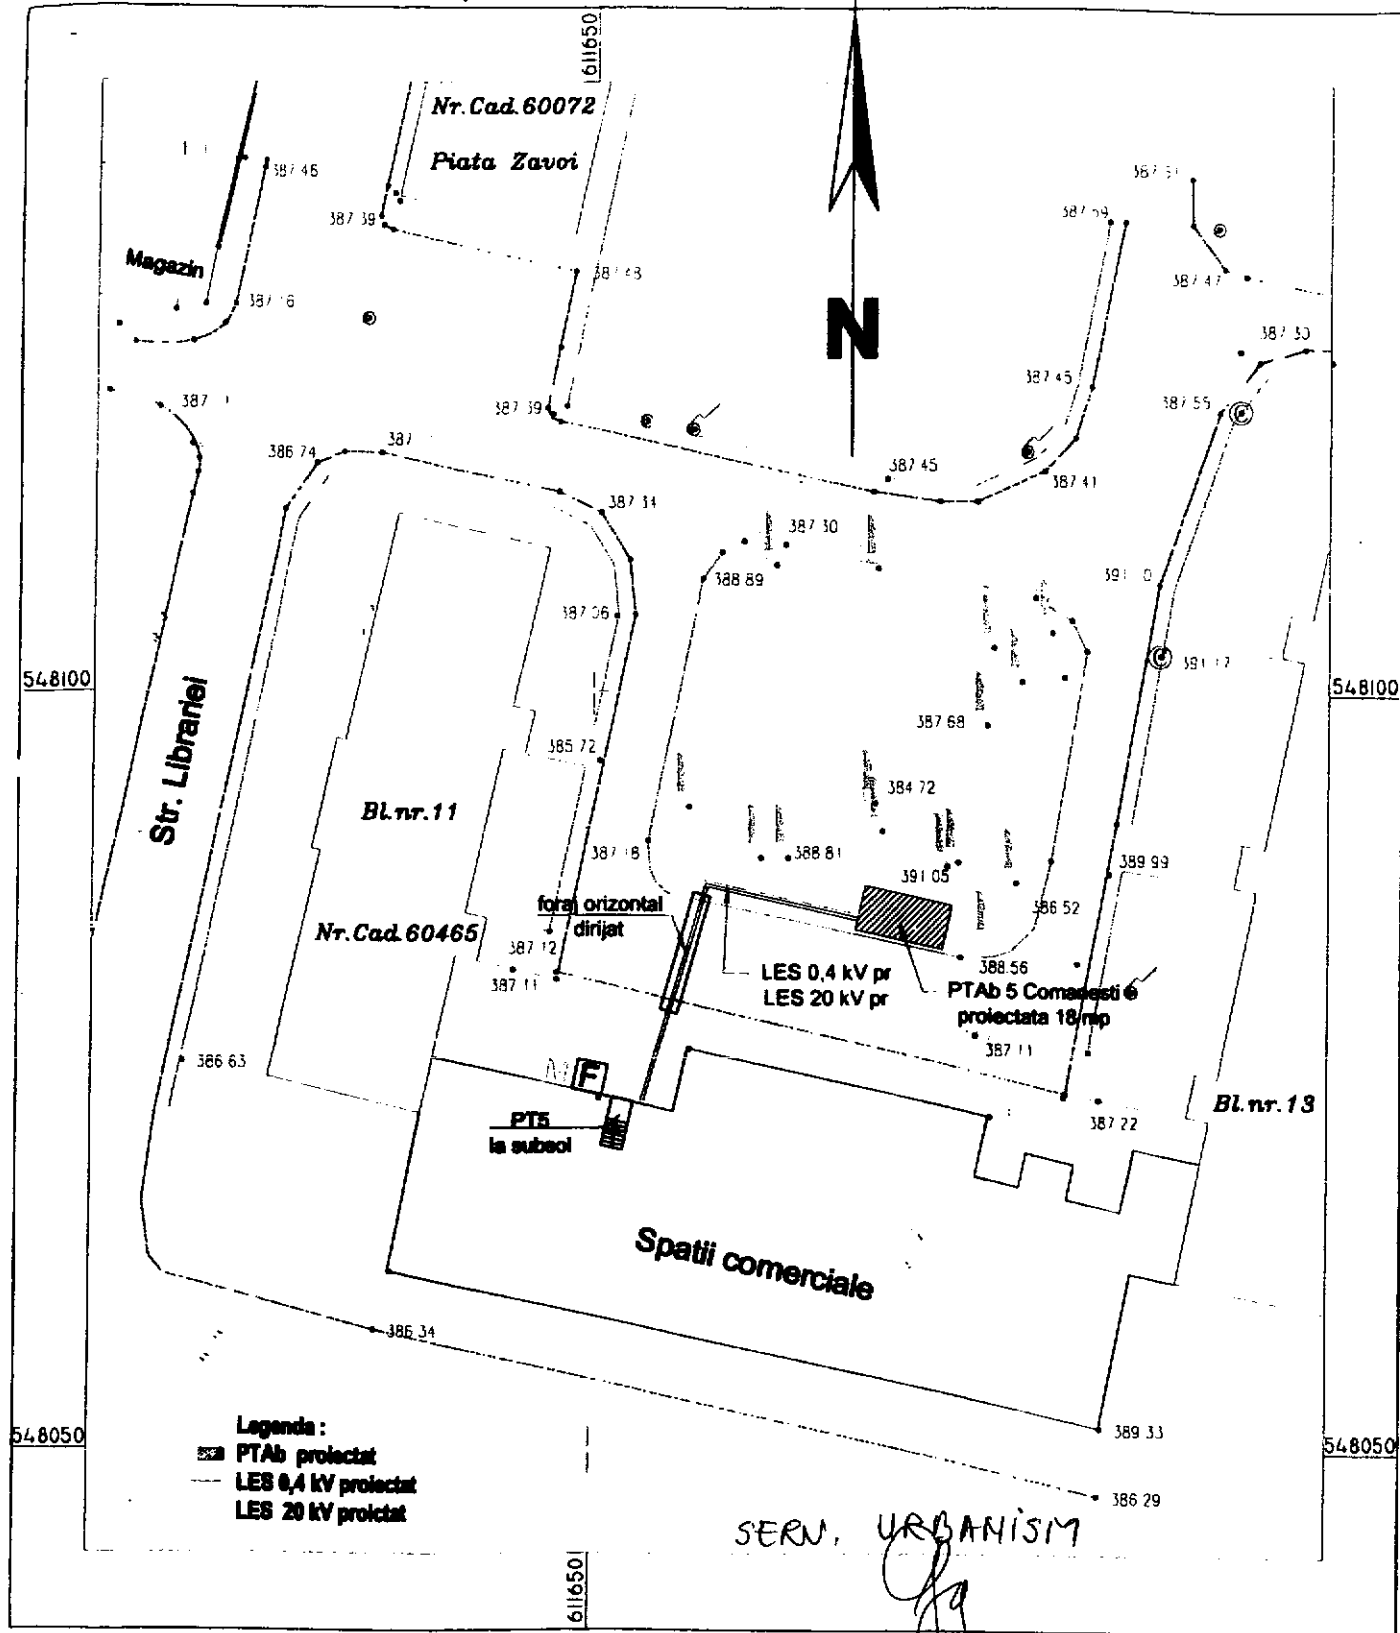 611650
Nr.Cad.60072
Piata Zavoi
387.46
387.39
387.59
Magazin
387.48
387.47
387.16
N
387.30
387.45
387.39
387.55
386.74
387.45
387.41
387.34
387.30
388.89
387.06
391.17
548100
548100
387.68
385.72
Str. Librariei
384.72
Bl.nr.11
387.18
388.81
389.99
391.05
386.52
foraj orizontal
dirijat
Nr.Cad.60465
387.12
388.56
LES 0,4 kV pr
LES 20 kV pr
387.11
PTAb 5 Comanesti
proiectata 18 mp
387.11
386.63
F
Bl.nr.13
387.22
PT5
la subsol
Spatii comerciale
386.34
Legenda :
PTAb proiectat
LES 0,4 kV proiectat
LES 20 kV proictat
548050
389.33
548050
386.29
SERV. URBANISM
611650